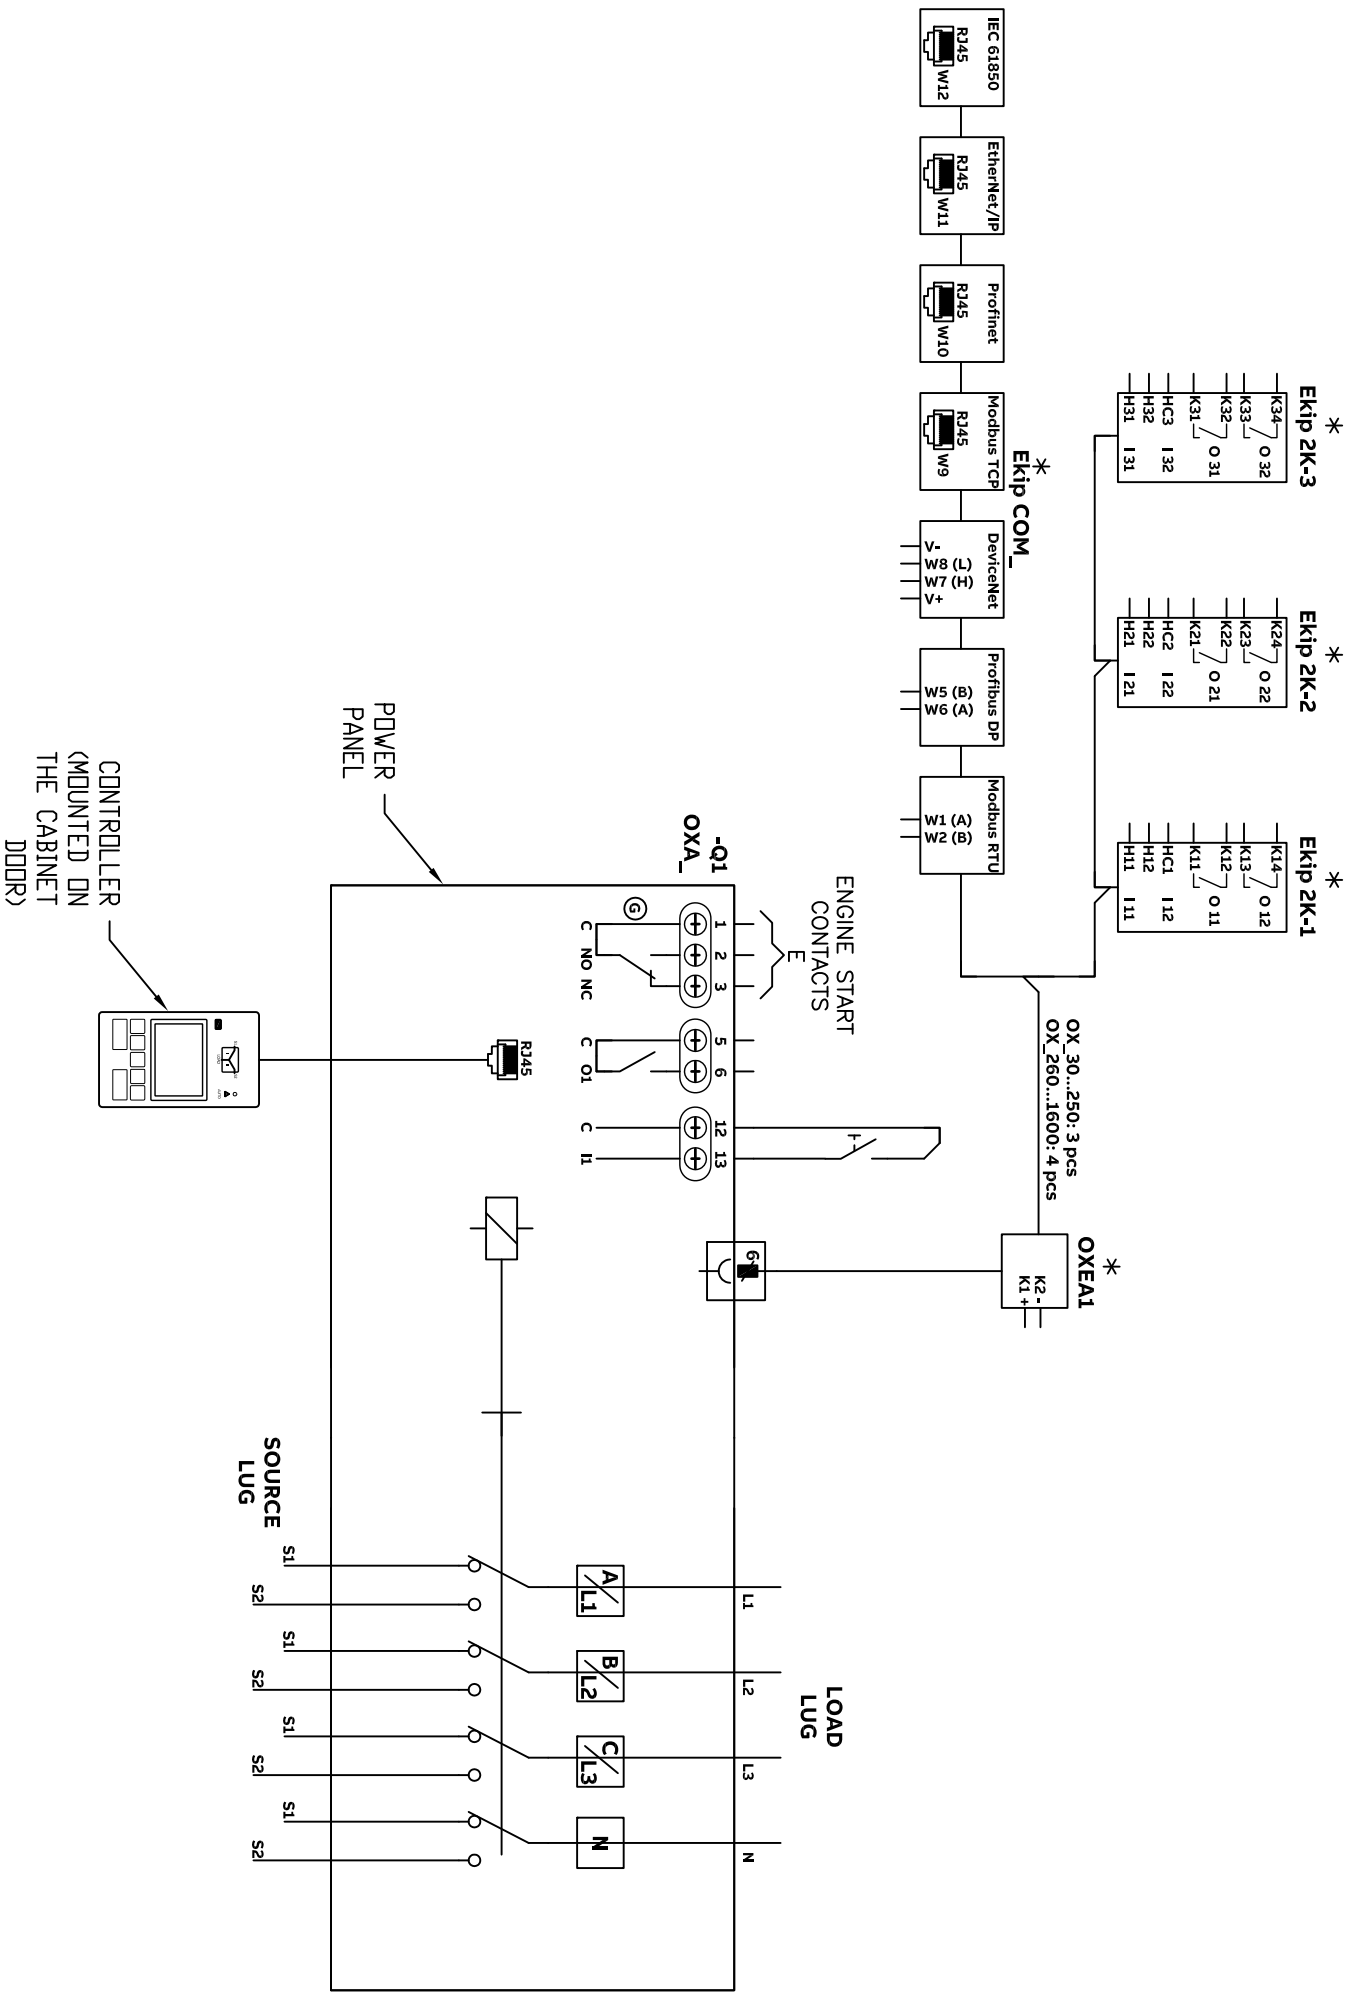 *
Ekip 2K-3
K34
K33
O 32
K32
K31
O 31
HC3
I 32
H32
H31
I 31
*
Ekip 2K-2
K24
K23
O 22
K22
K21
O 21
HC2
I 22
H22
H21
I 21
*
Ekip 2K-1
K14
K13
O 12
K12
K11
O 11
HC1
I 12
H12
H11
I 11
OX_30...250: 3 pcs
OX_260...1600: 4 pcs
*
OXEA1
K2 -
K1 +
*
Ekip COM_
IEC 61850
RJ45
W12
EtherNet/IP
RJ45
W11
Profinet
RJ45
W10
Modbus TCP
RJ45
W9
DeviceNet
V-
W8 (L)
W7 (H)
V+
Profibus DP
W5 (B)
W6 (A)
Modbus RTU
W1 (A)
W2 (B)
ENGINE START
CONTACTS
E
-Q1
OXA_
1 2 3
5 6
12 13
6
G
C NO NC
C O1
C I1
RJ45
LOAD
LUG
L1 L2 L3 N
A
L1
B
L2
C
L3
N
POWER
PANEL
SOURCE
LUG
S1 S2 S1 S2 S1 S2 S1 S2
CONTROLLER
(MOUNTED ON
THE CABINET
DOOR)